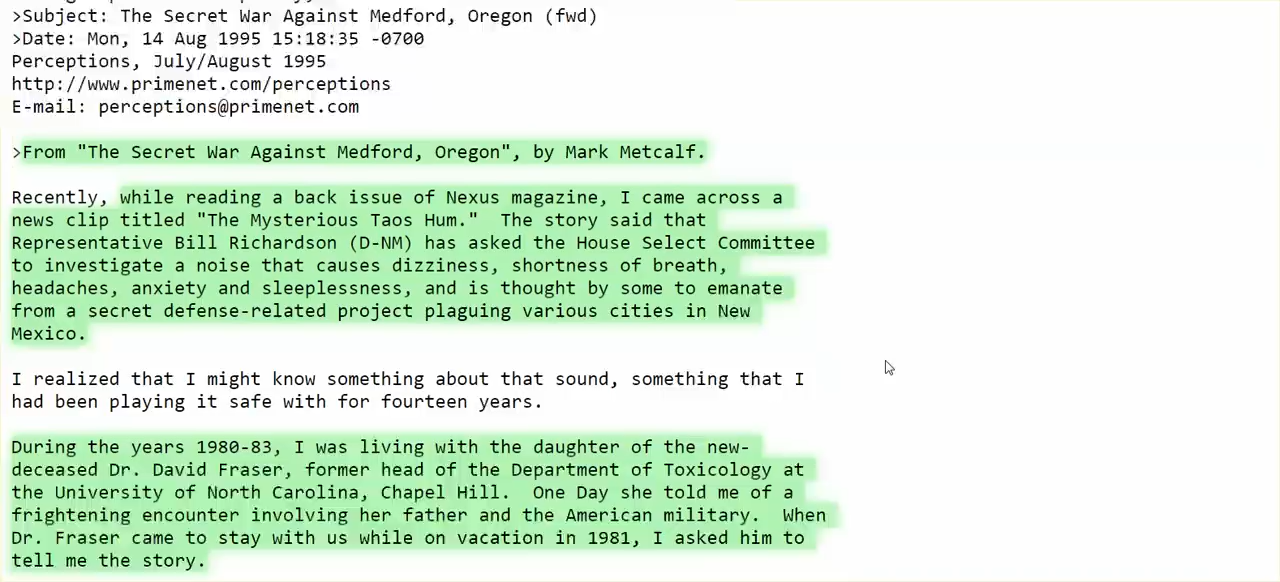 >Subject: The Secret War Against Medford, Oregon (fwd)
>Date: Mon, 14 Aug 1995 15:18:35 -0700
Perceptions, July/August 1995
http://www.primenet.com/perceptions
E-mail: perceptions@primenet.com
>From "The Secret War Against Medford, Oregon", by Mark Metcalf.
Recently, while reading a back issue of Nexus magazine, I came across a
news clip titled "The Mysterious Taos Hum."  The story said that
Representative Bill Richardson (D-NM) has asked the House Select Committee
to investigate a noise that causes dizziness, shortness of breath,
headaches, anxiety and sleeplessness, and is thought by some to emanate
from a secret defense-related project plaguing various cities in New
Mexico.
I realized that I might know something about that sound, something that I
had been playing it safe with for fourteen years.
During the years 1980-83, I was living with the daughter of the new-
deceased Dr. David Fraser, former head of the Department of Toxicology at
the University of North Carolina, Chapel Hill.  One Day she told me of a
frightening encounter involving her father and the American military.  When
Dr. Fraser came to stay with us while on vacation in 1981, I asked him to
tell me the story.